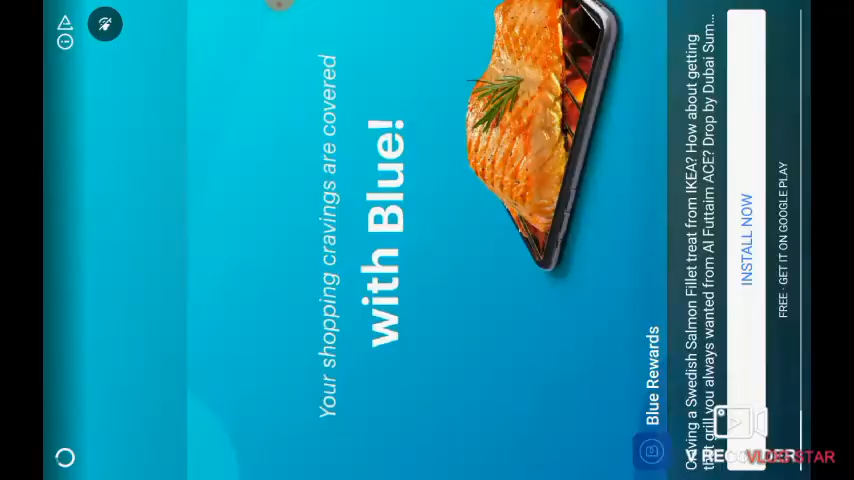 Your shopping cravings are covered
with Blue!
Blue Rewards
a Swedish Salmon Fillet treat from IKEA? How about getting
grill you always wanted from Al Futtaim ACE? Drop by Dubai Sum...
INSTALL NOW
FREE · GET IT ON GOOGLE PLAY